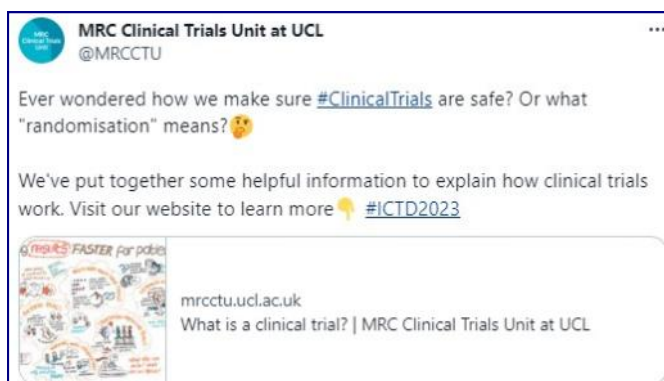 MRC Clinical Trials Unit at UCL
@MRCCTU
Ever wondered how we make sure #ClinicalTrials are safe? Or what
"randomisation" means?🤔
We've put together some helpful information to explain how clinical trials
work. Visit our website to learn more👇 #ICTD2023
results FASTER for
mrcctu.ucl.ac.uk
What is a clinical trial? | MRC Clinical Trials Unit at UCL